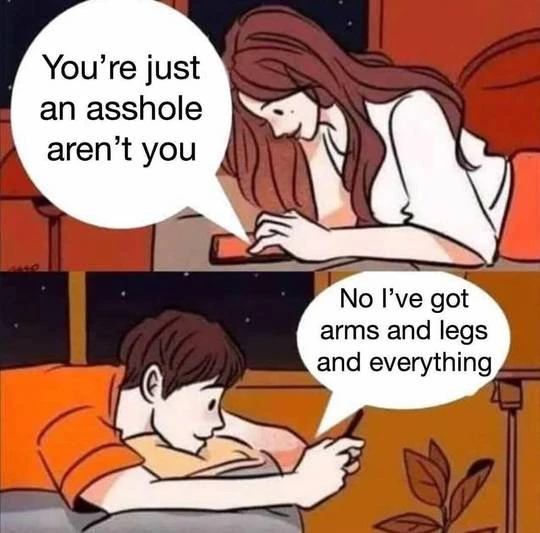 You’re just
an asshole
aren’t you
No I’ve got
arms and legs
and everything